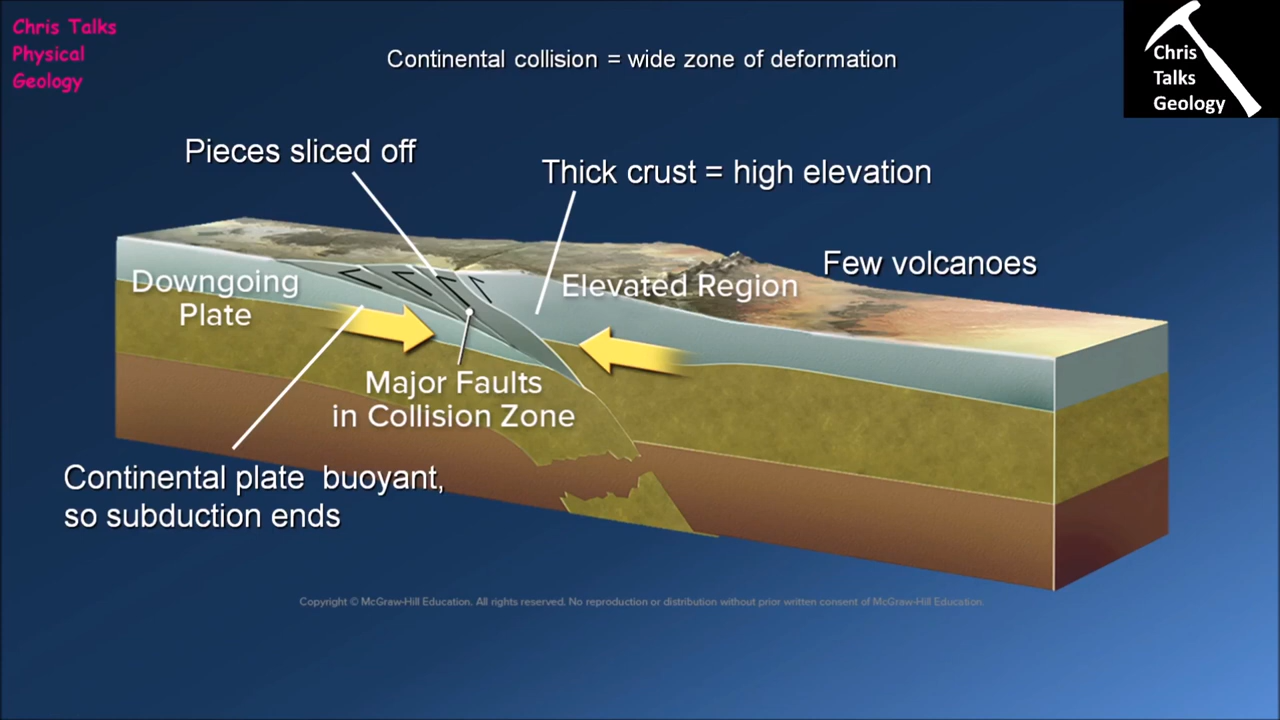 Chris Talks
Physical
Geology
Continental collision = wide zone of deformation
Chris
Talks
Geology
Pieces sliced off
Thick crust = high elevation
Few volcanoes
Downgoing
Plate
Elevated Region
Major Faults
in Collision Zone
Continental plate buoyant,
so subduction ends
Copyright © McGraw-Hill Education. All rights reserved. No reproduction or distribution without prior written consent of McGraw-Hill Education.